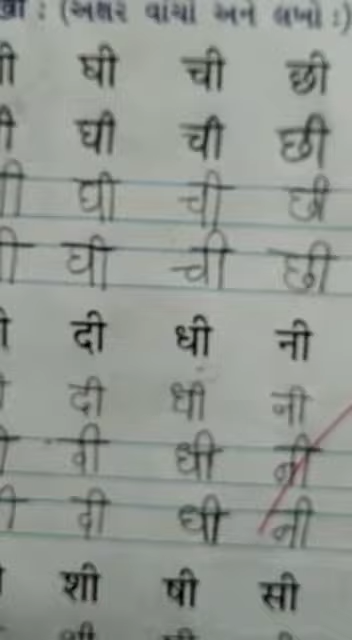 : (અક્ષર વાંચો અને લખો :)
घी ची छी
घी ची छी
घी ची छी
घी ची छी
दी धी नी
दी धी नी
दी धी नी
दी धी नी
शी षी सी